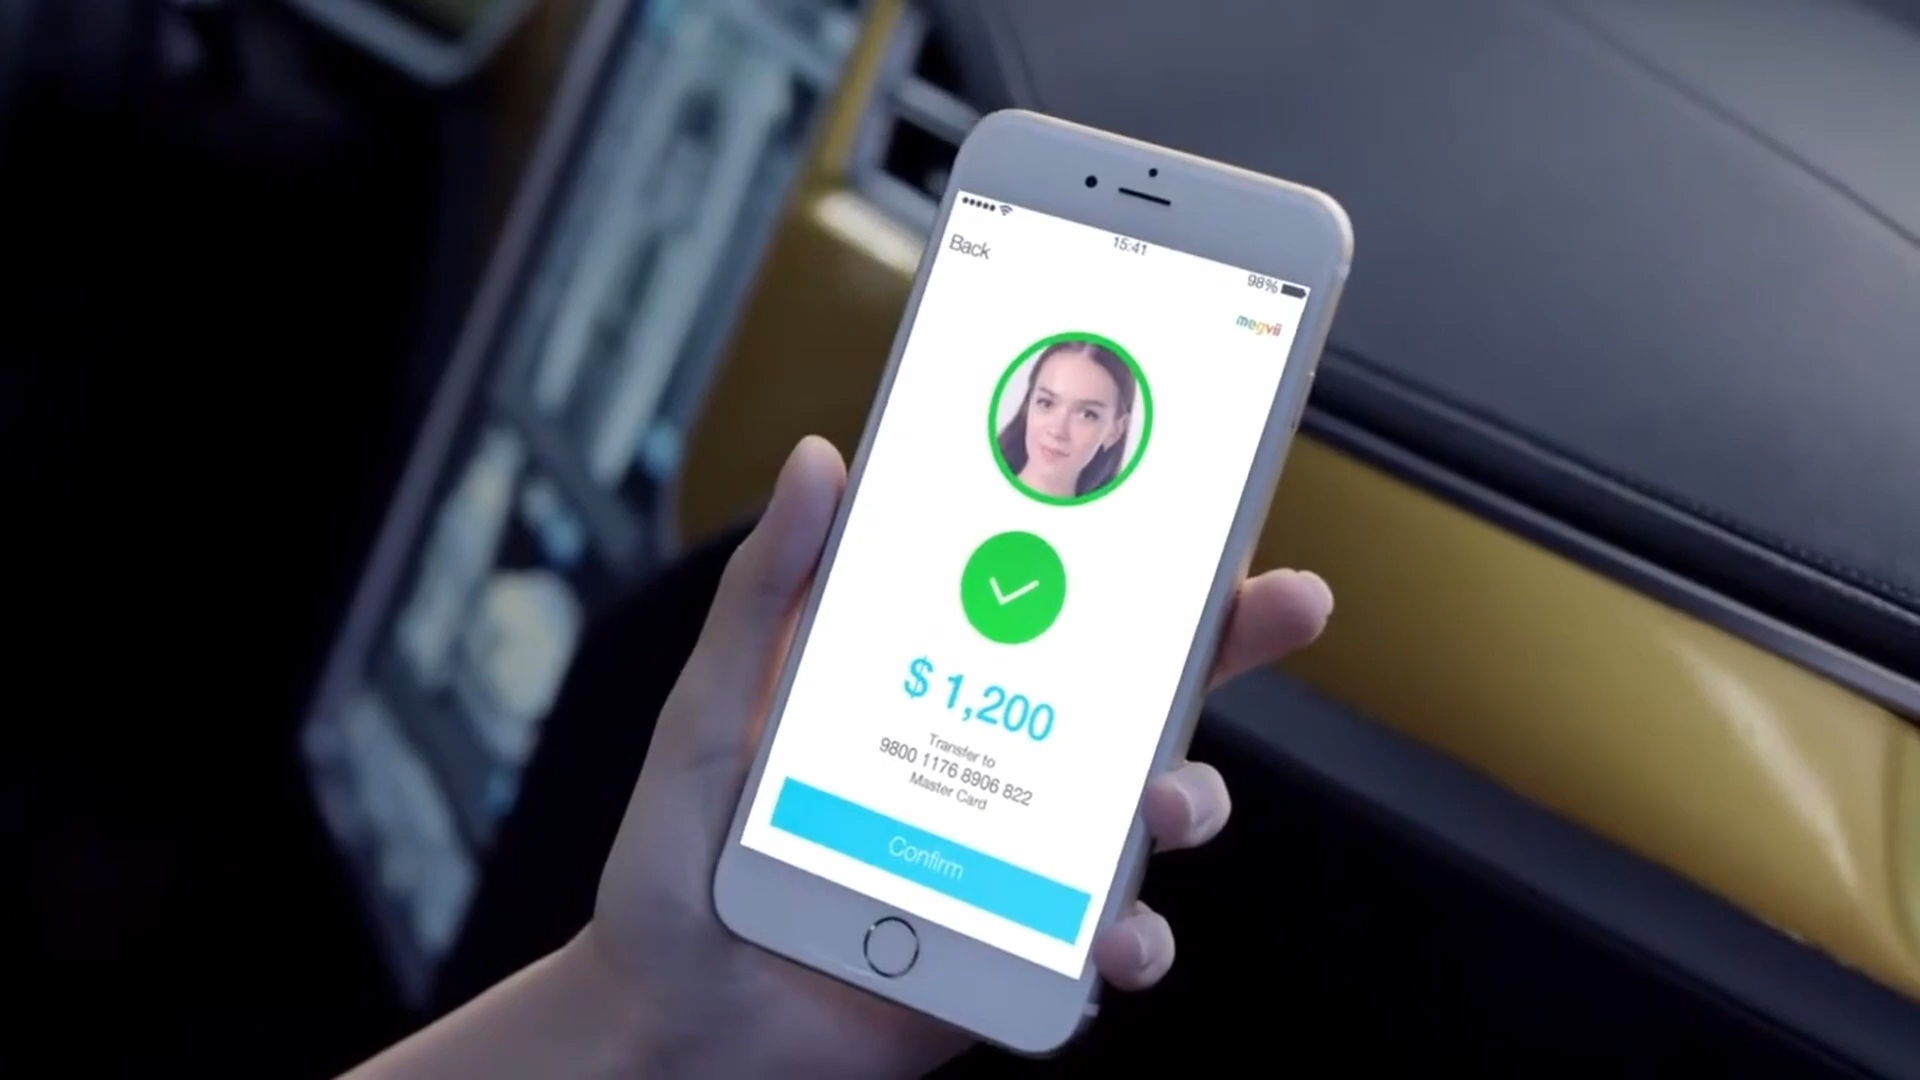 15:41
98%
Back
megvii
$ 1,200
Transfer to
9800 1176 8906 822
Master Card
Confirm